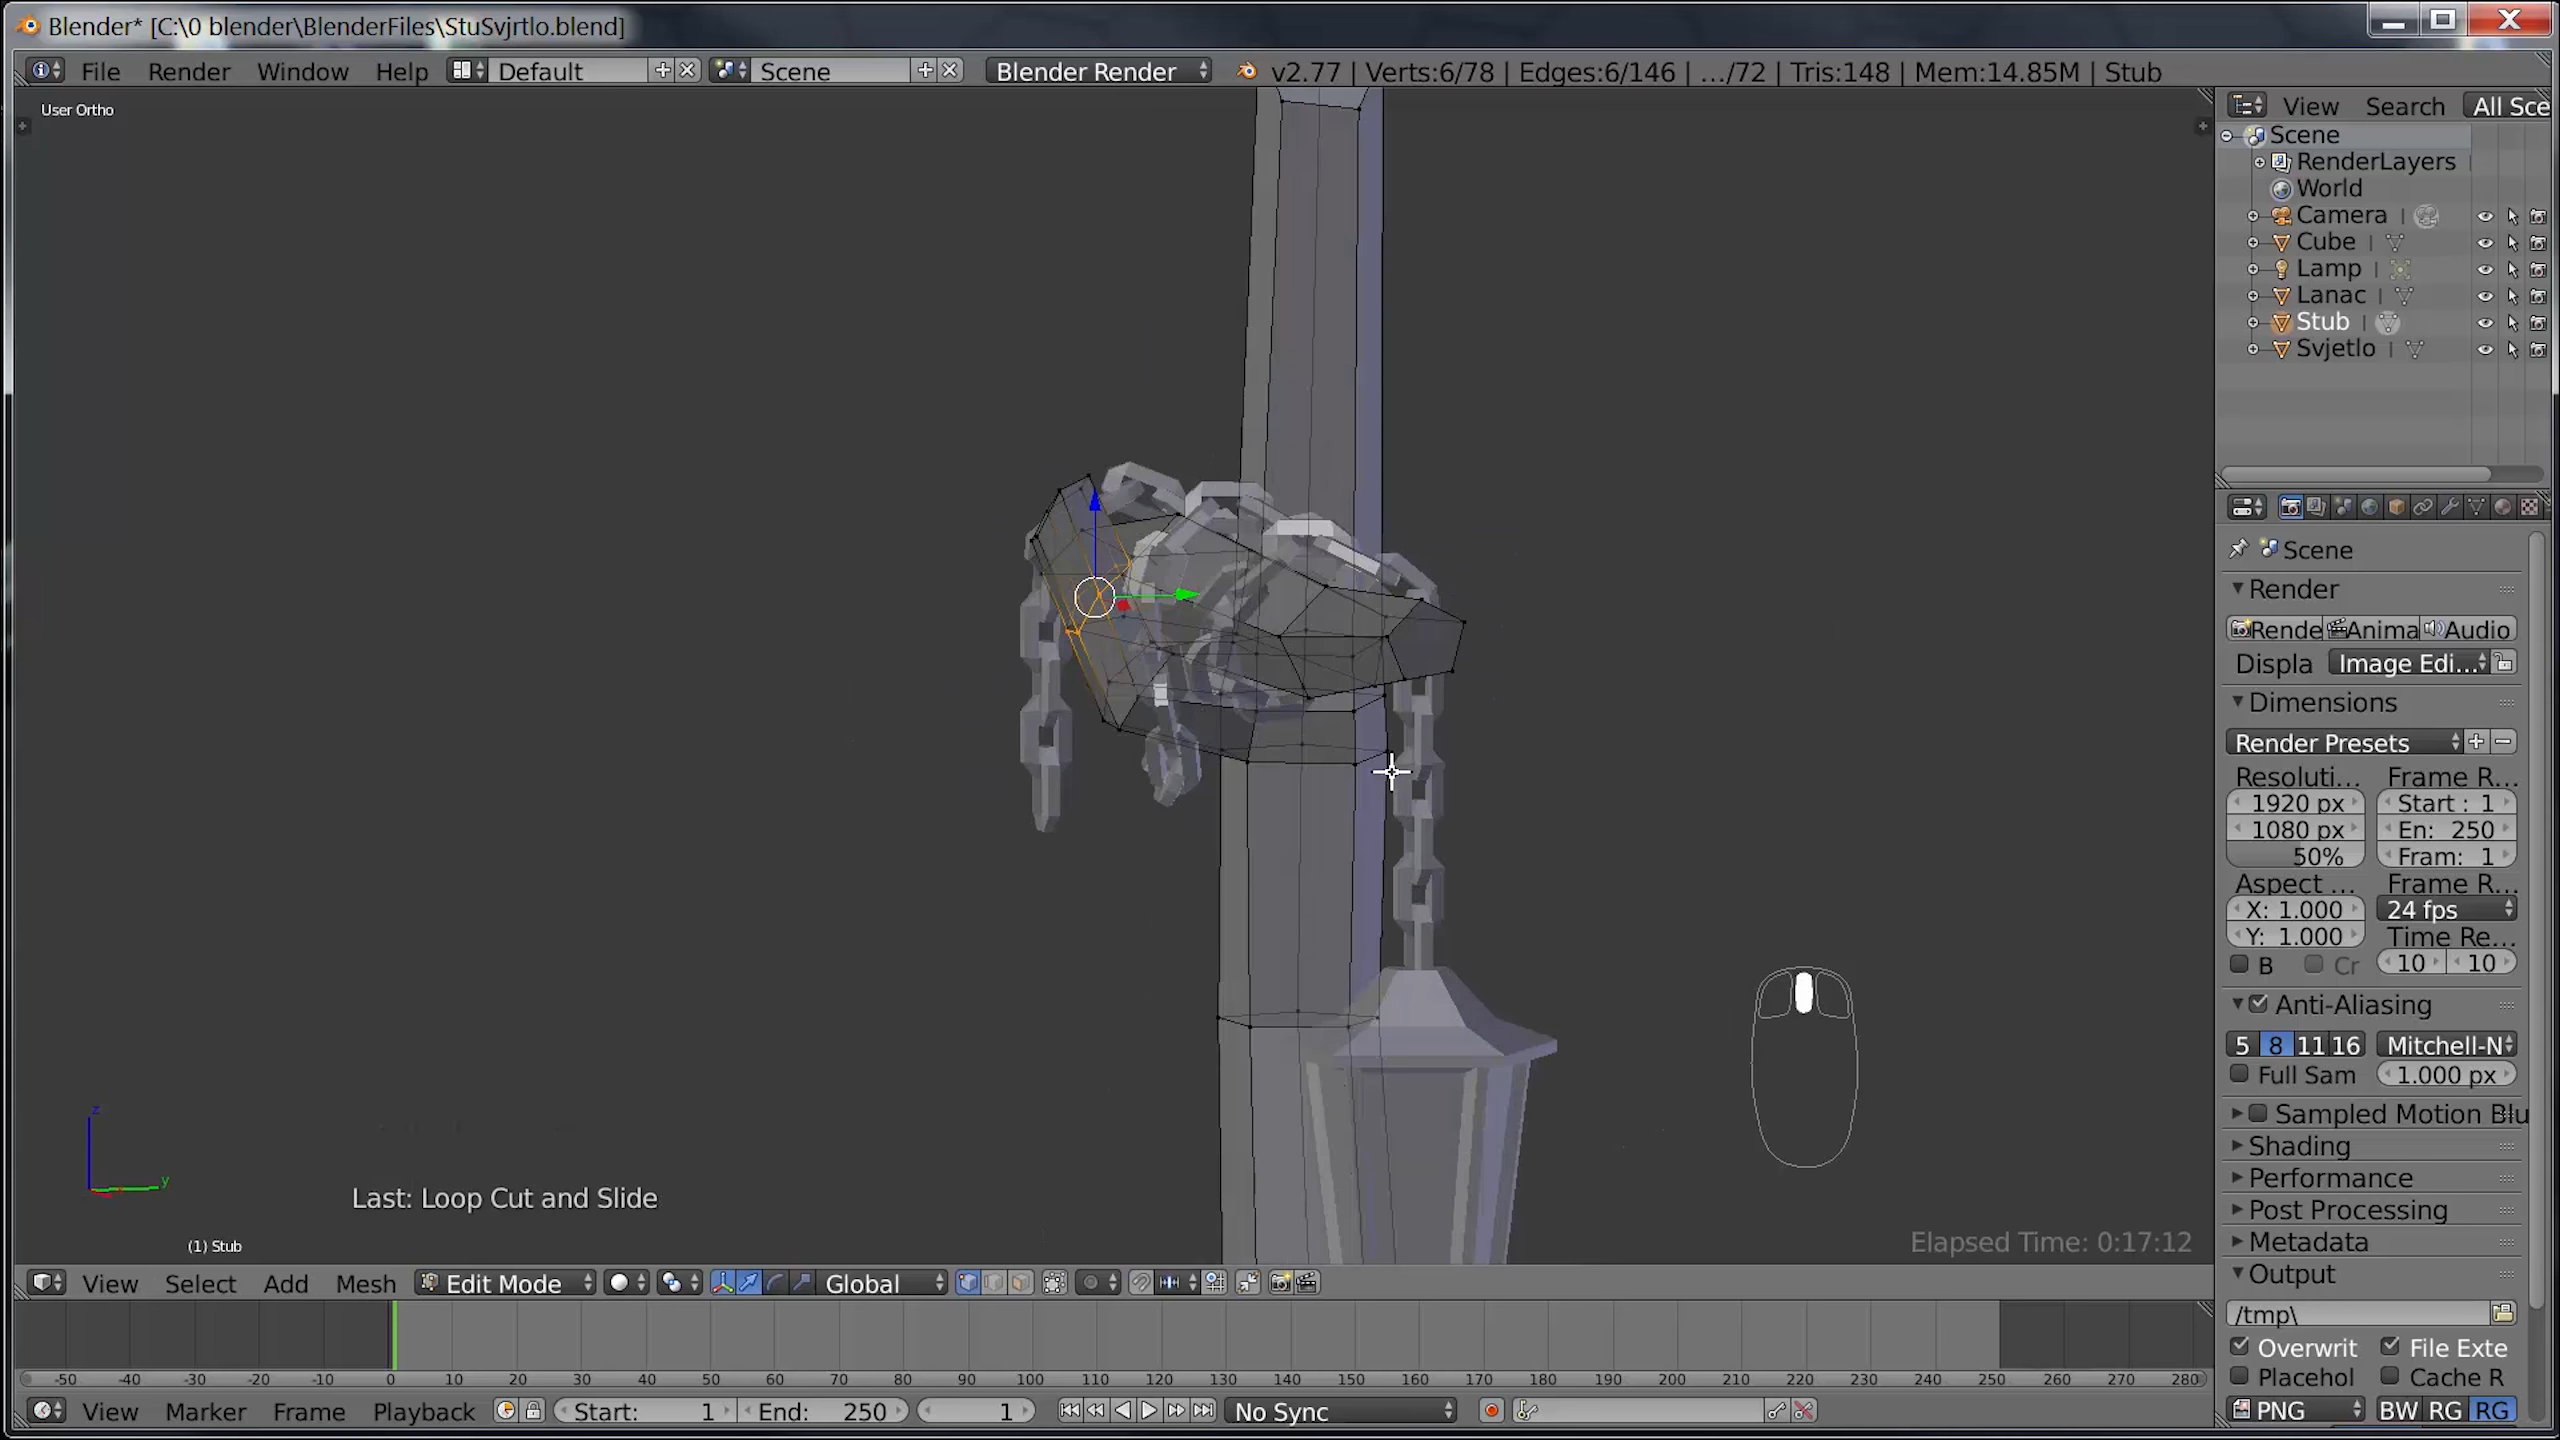 Blender* [C:\0 blender\BlenderFiles\StuSvjrtlo.blend]
File Render Window Help Default Scene Blender Render v2.77 | Verts:6/78 | Edges:6/146 | .../72 | Tris:148 | Mem:14.85M | Stub
User Ortho
View Search All Sce
Scene
RenderLayers
World
Camera
Cube
Lamp
Lanac
Stub
Svjetlo
Scene
Render
Rende Anima Audio
Displa Image Edi...
Dimensions
Render Presets
Resoluti... Frame R...
1920 px Start : 1
1080 px En: 250
50% Fram: 1
Aspect ... Frame R...
X: 1.000 24 fps
Y: 1.000 Time Re...
B Cr 10 10
Anti-Aliasing
5 8 11 16 Mitchell-N
Full Sam 1.000 px
Sampled Motion Blu
Shading
Performance
Post Processing
Metadata
Output
/tmp\
Overwrit File Exte
Placehol Cache R
PNG BW RG RG
z
y
Last: Loop Cut and Slide
(1) Stub
Elapsed Time: 0:17:12
View Select Add Mesh Edit Mode Global
-50 -40 -30 -20 -10 0 10 20 30 40 50 60 70 80 90 100 110 120 130 140 150 160 170 180 190 200 210 220 230 240 250 260 270 280
View Marker Frame Playback Start: 1 End: 250 1 No Sync